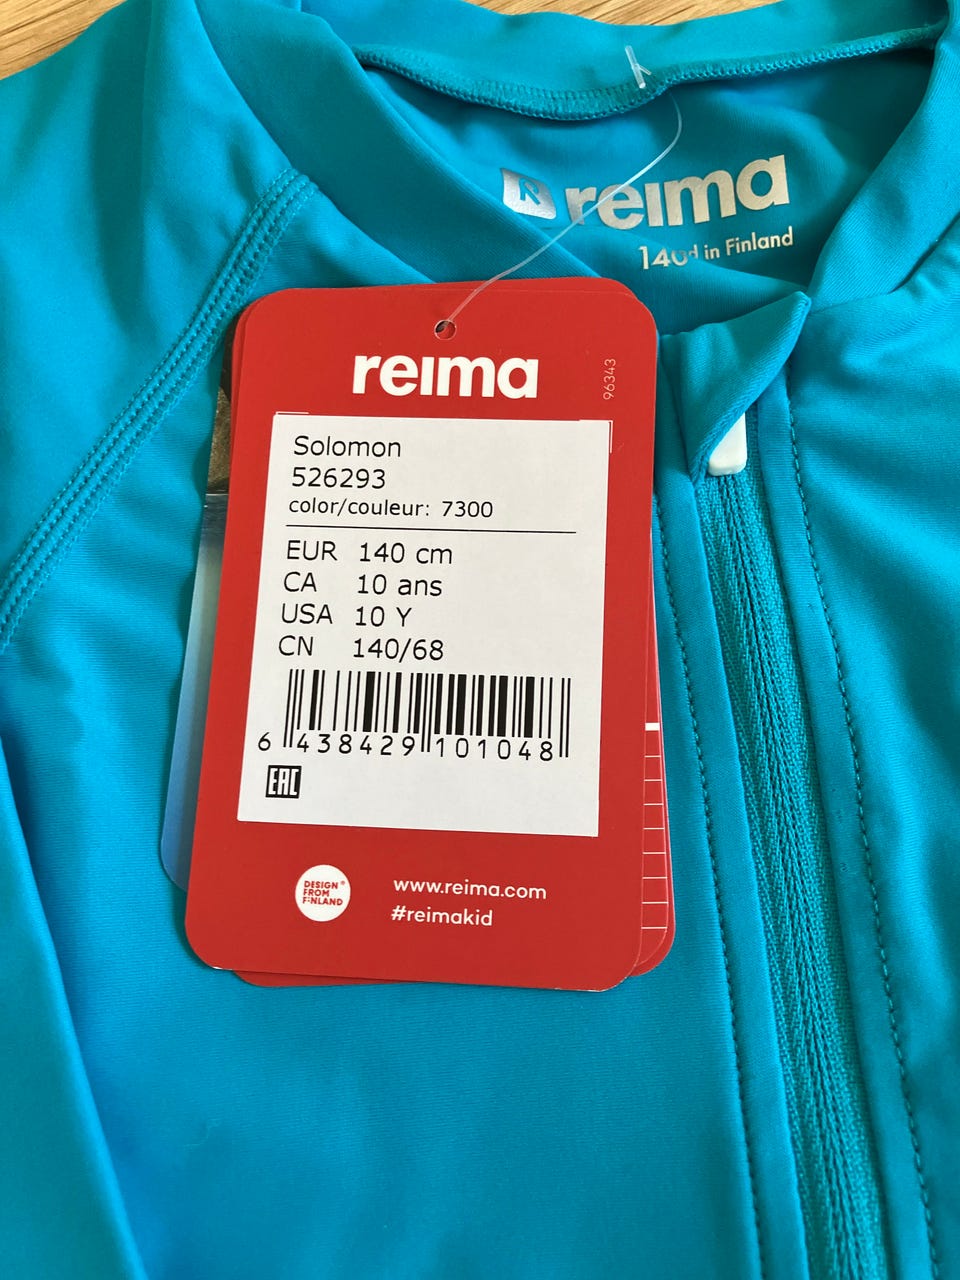 reima
140
d in Finland
reima
96343
Solomon
526293
color/couleur: 7300
EUR 140 cm
CA 10 ans
USA 10 Y
CN 140/68
6 438429 101048
EAC
DESIGN®
FROM
FINLAND
www.reima.com
#reimakid